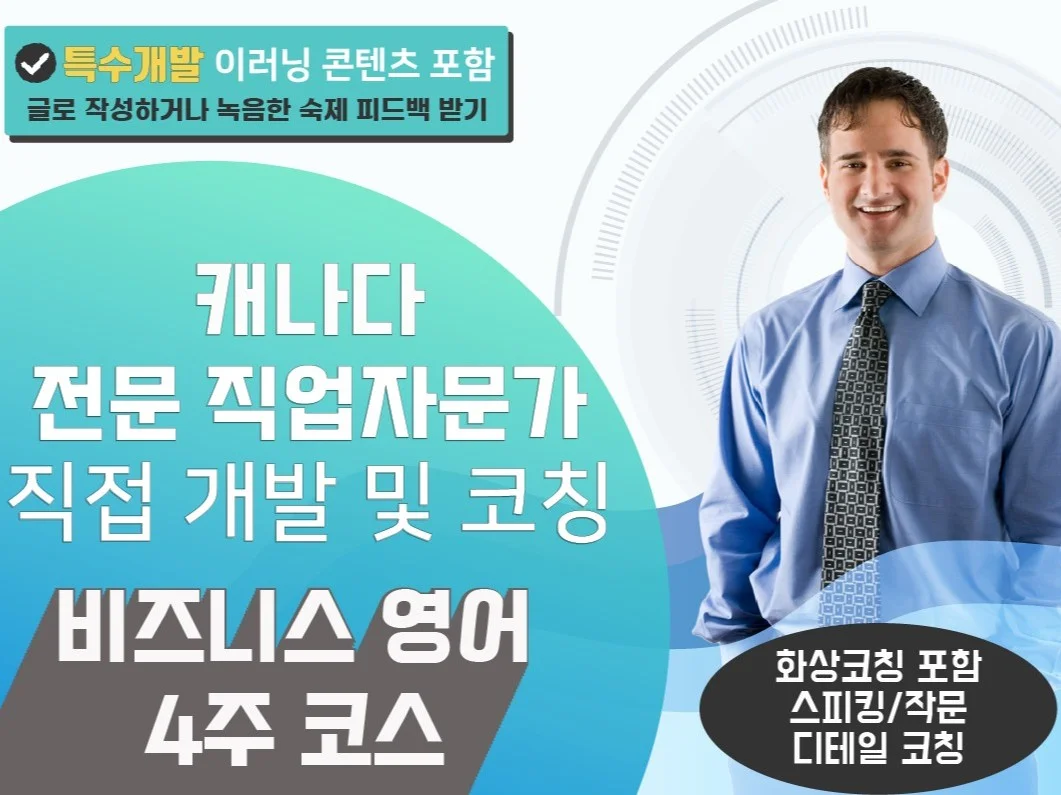 특수개발 이러닝 콘텐츠 포함
글로 작성하거나 녹음한 숙제 피드백 받기
캐나다
전문 직업자문가
직접 개발 및 코칭
비즈니스 영어
4주 코스
화상코칭 포함
스피킹/작문
디테일 코칭